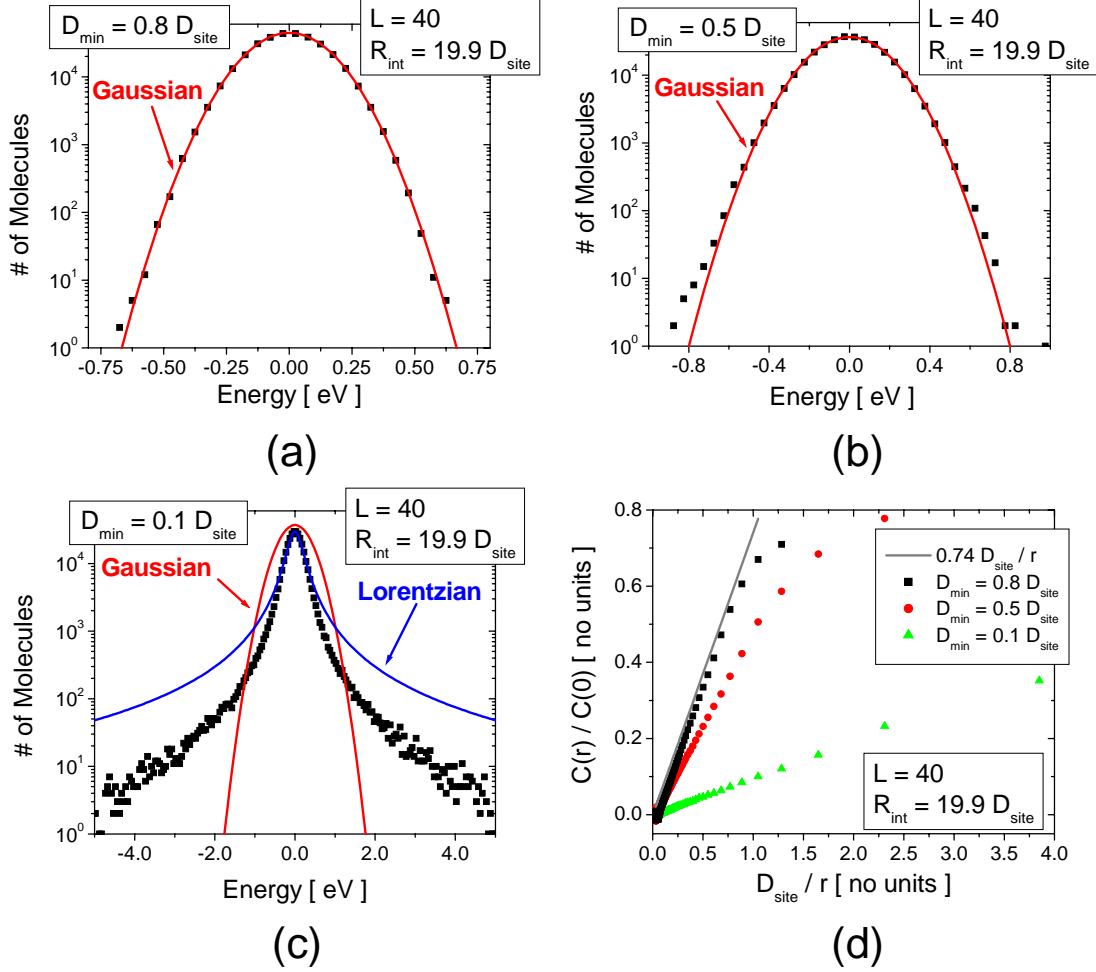 D_min = 0.8 D_site
L = 40
R_int = 19.9 D_site
Gaussian
# of Molecules
10^4
10^3
10^2
10^1
10^0
-0.75 -0.50 -0.25 0.00 0.25 0.50 0.75
Energy [ eV ]
(a)
D_min = 0.5 D_site
L = 40
R_int = 19.9 D_site
Gaussian
# of Molecules
10^4
10^3
10^2
10^1
10^0
-0.8 -0.4 0.0 0.4 0.8
Energy [ eV ]
(b)
D_min = 0.1 D_site
L = 40
R_int = 19.9 D_site
Gaussian
Lorentzian
# of Molecules
10^4
10^3
10^2
10^1
10^0
-4.0 -2.0 0.0 2.0 4.0
Energy [ eV ]
(c)
C(r) / C(0) [ no units ]
0.8
0.6
0.4
0.2
0.0
0.74 D_site / r
D_min = 0.8 D_site
D_min = 0.5 D_site
D_min = 0.1 D_site
L = 40
R_int = 19.9 D_site
0.0 0.5 1.0 1.5 2.0 2.5 3.0 3.5 4.0
D_site / r [ no units ]
(d)